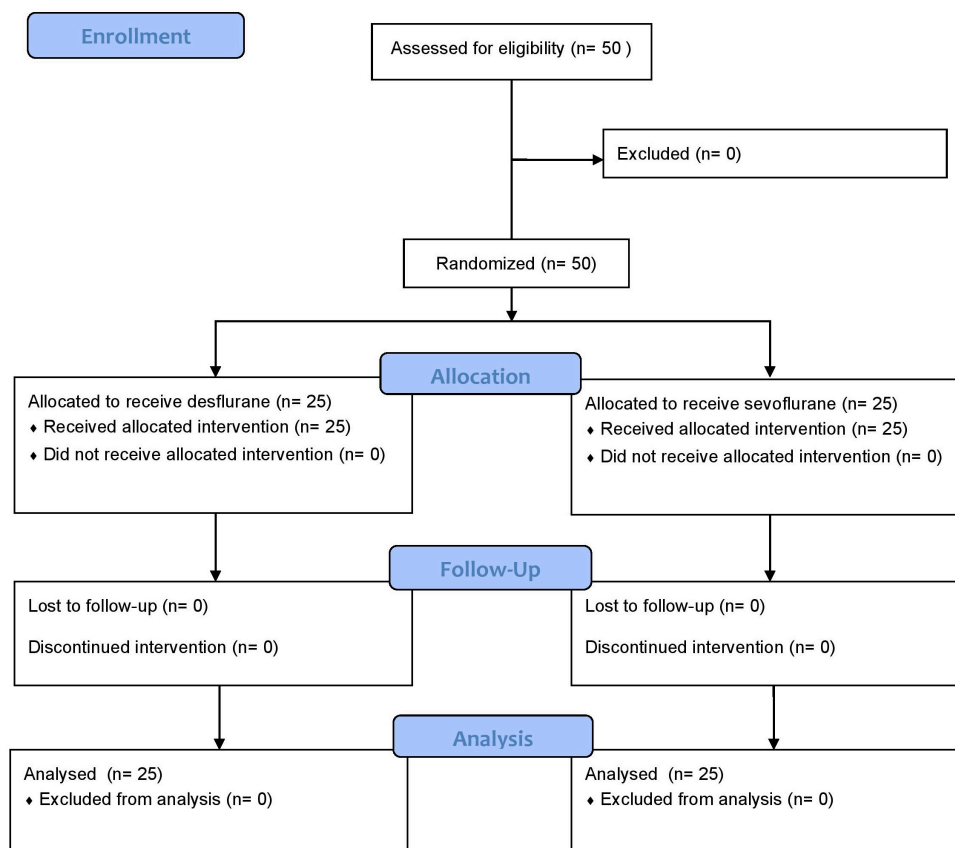 Enrollment
Assessed for eligibility (n= 50 )
Excluded (n= 0)
Randomized (n= 50)
Allocation
Allocated to receive desflurane (n= 25)
♦ Received allocated intervention (n= 25)
♦ Did not receive allocated intervention (n= 0)
Allocated to receive sevoflurane (n= 25)
♦ Received allocated intervention (n= 25)
♦ Did not receive allocated intervention (n= 0)
Follow-Up
Lost to follow-up (n= 0)
Discontinued intervention (n= 0)
Lost to follow-up (n= 0)
Discontinued intervention (n= 0)
Analysis
Analysed (n= 25)
♦ Excluded from analysis (n= 0)
Analysed (n= 25)
♦ Excluded from analysis (n= 0)